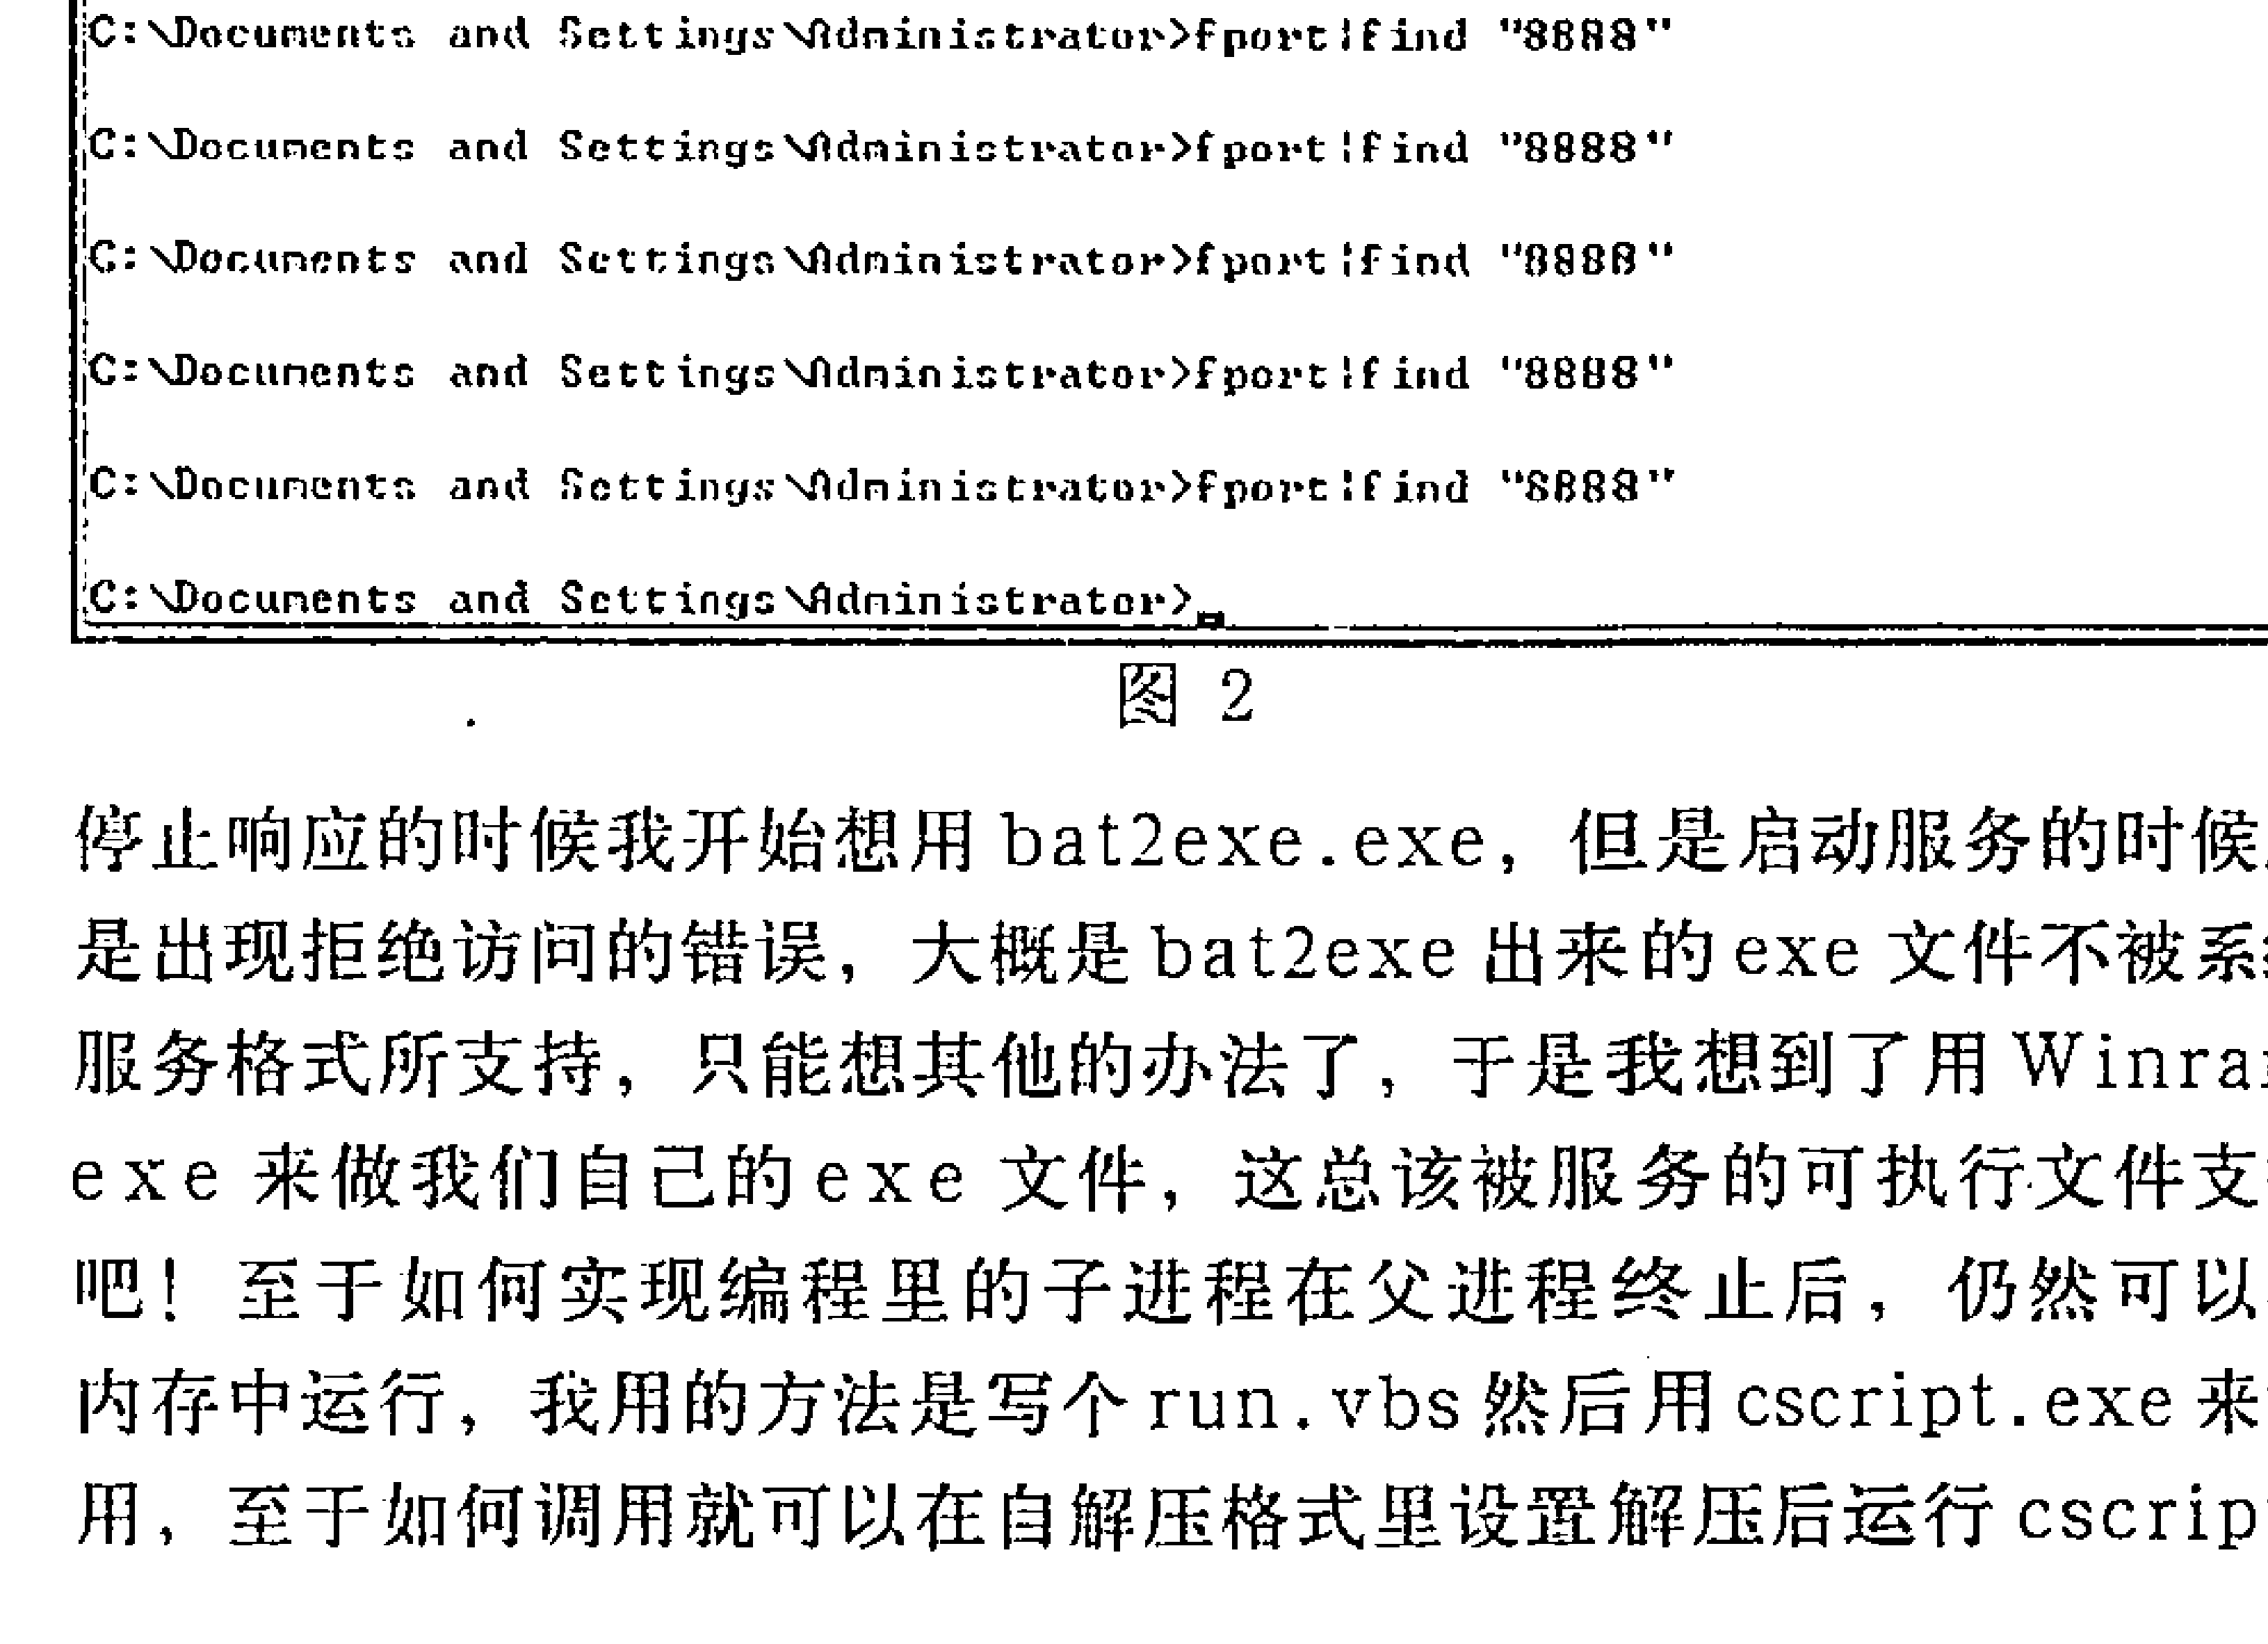 C:\Documents and Settings\Administrator>fport|find "8888"
C:\Documents and Settings\Administrator>fport|find "8888"
C:\Documents and Settings\Administrator>fport|find "8888"
C:\Documents and Settings\Administrator>fport|find "8888"
C:\Documents and Settings\Administrator>fport|find "8888"
C:\Documents and Settings\Administrator>_
图 2
停止响应的时候我开始想用 bat2exe.exe，但是启动服务的时候
是出现拒绝访问的错误，大概是 bat2exe 出来的 exe 文件不被系
服务格式所支持，只能想其他的办法了，于是我想到了用 Winrar
exe 来做我们自己的 exe 文件，这总该被服务的可执行文件支
吧！至于如何实现编程里的子进程在父进程终止后，仍然可以
内存中运行，我用的方法是写个 run.vbs 然后用 cscript.exe 来
用，至于如何调用就可以在自解压格式里设置解压后运行 cscrip